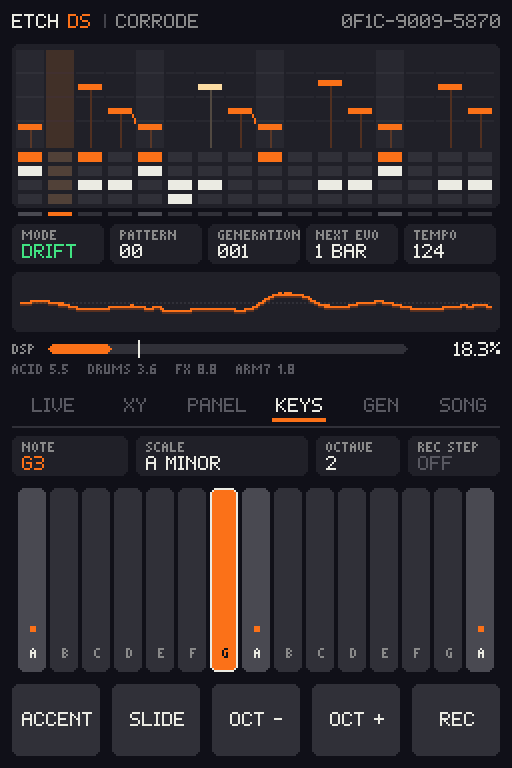 ETCH DS | CORRODE 0F1C-9009-5870
MODE PATTERN GENERATION NEXT EVO TEMPO
DRIFT 00 001 1 BAR 124
DSP 18.3%
ACID 5.5 DRUMS 3.6 FX 8.8 ARM7 1.8
LIVE XY PANEL KEYS GEN SONG
NOTE SCALE OCTAVE REC STEP
G3 A MINOR 2 OFF
A B C D E F G A B C D E F G A
ACCENT SLIDE OCT - OCT + REC